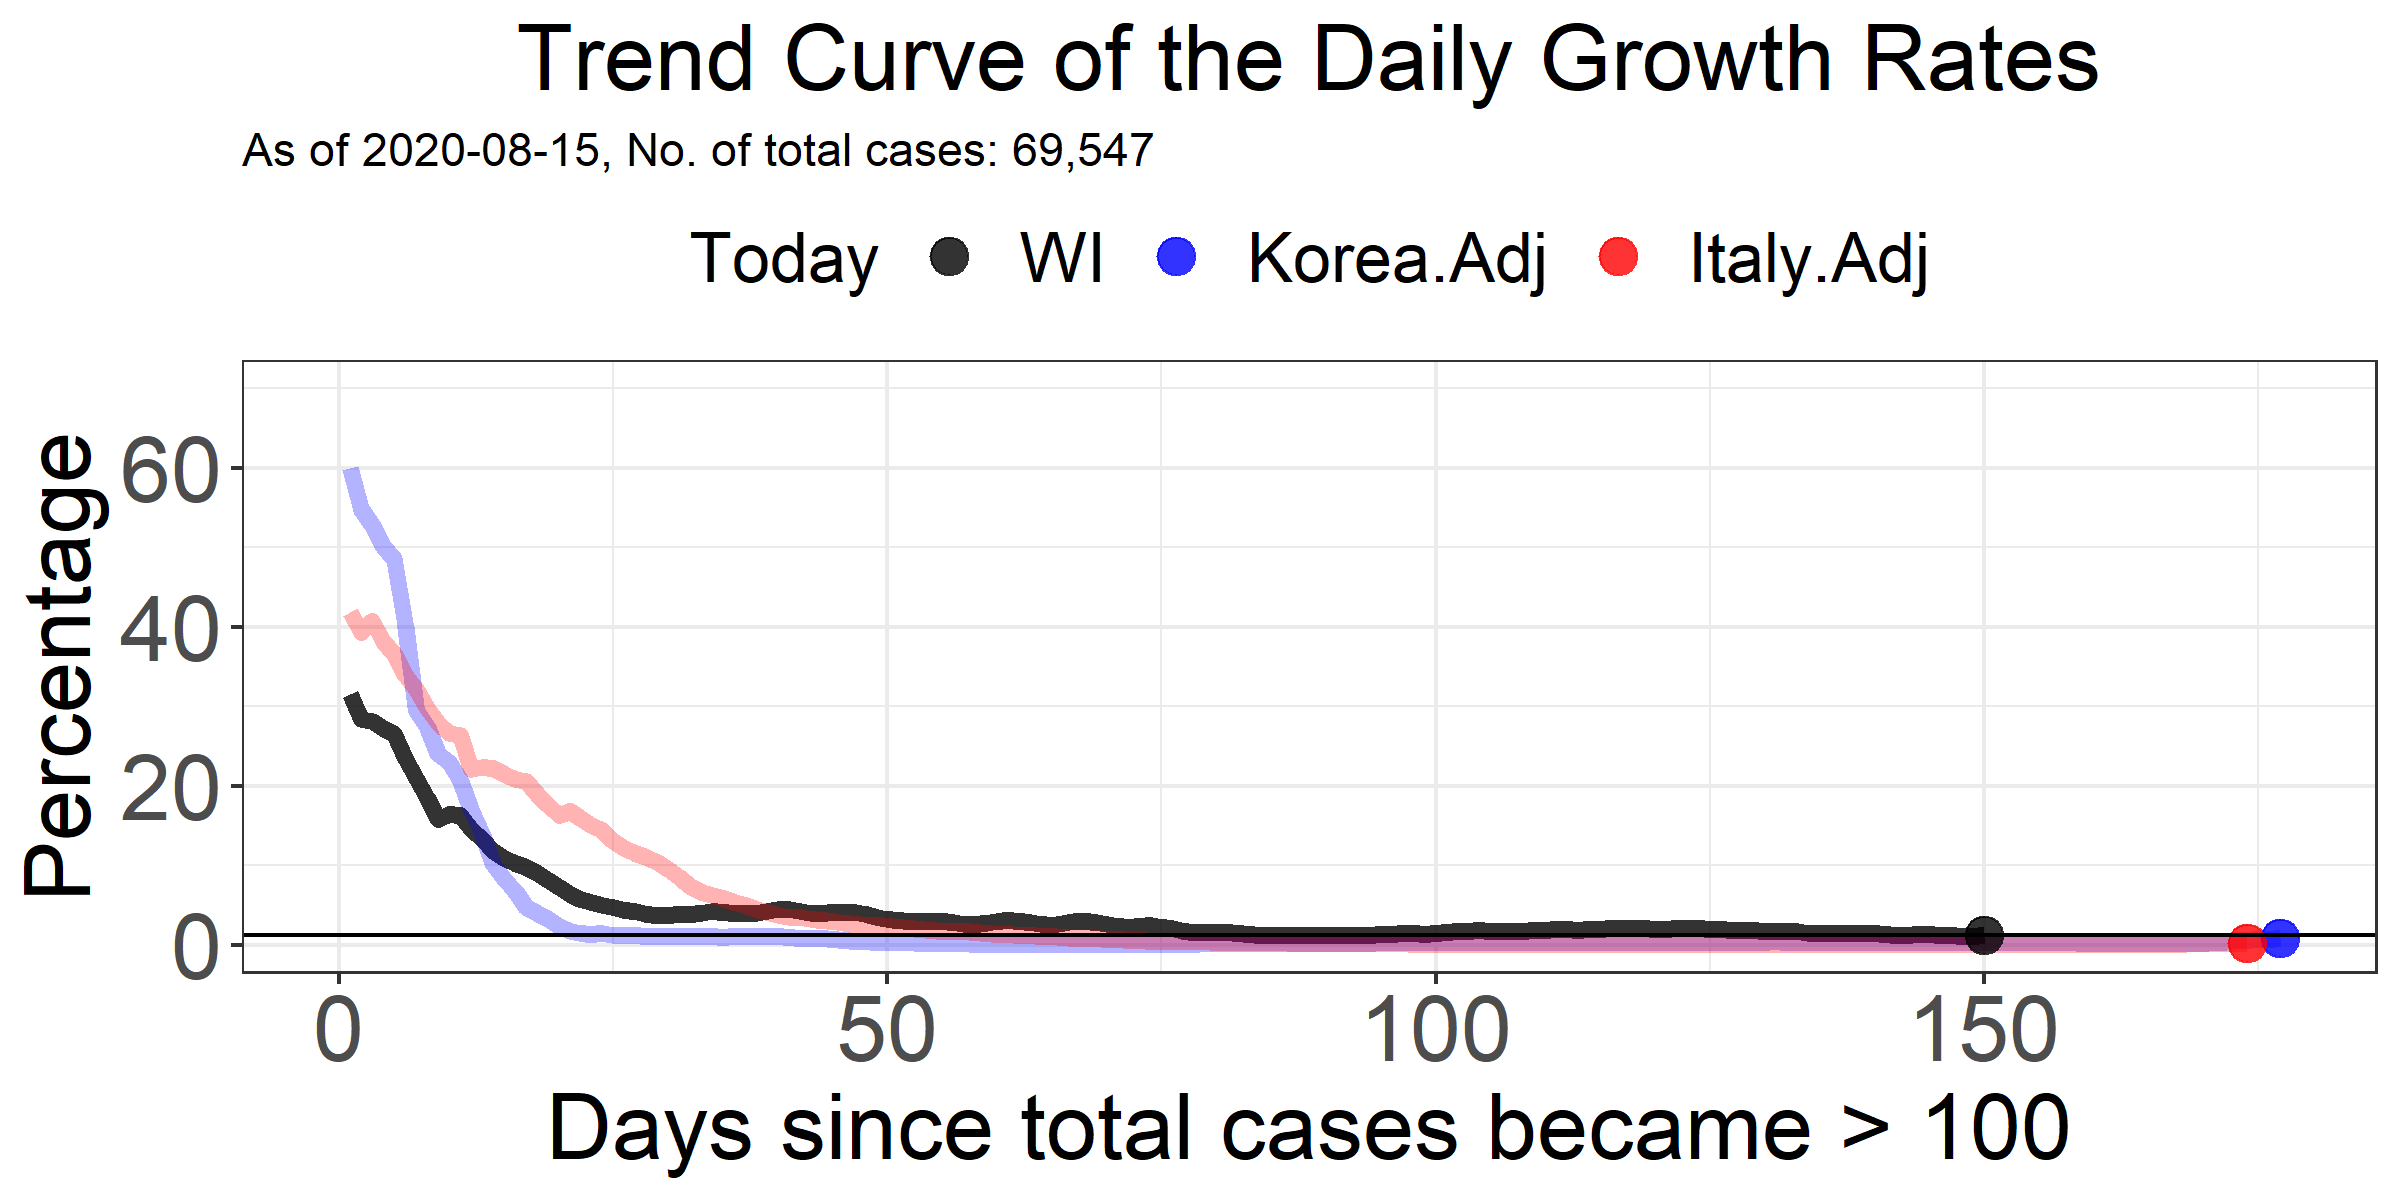 Trend Curve of the Daily Growth Rates
As of 2020-08-15, No. of total cases: 69,547
Today WI Korea.Adj Italy.Adj
Percentage
60
40
20
0
0 50 100 150
Days since total cases became > 100